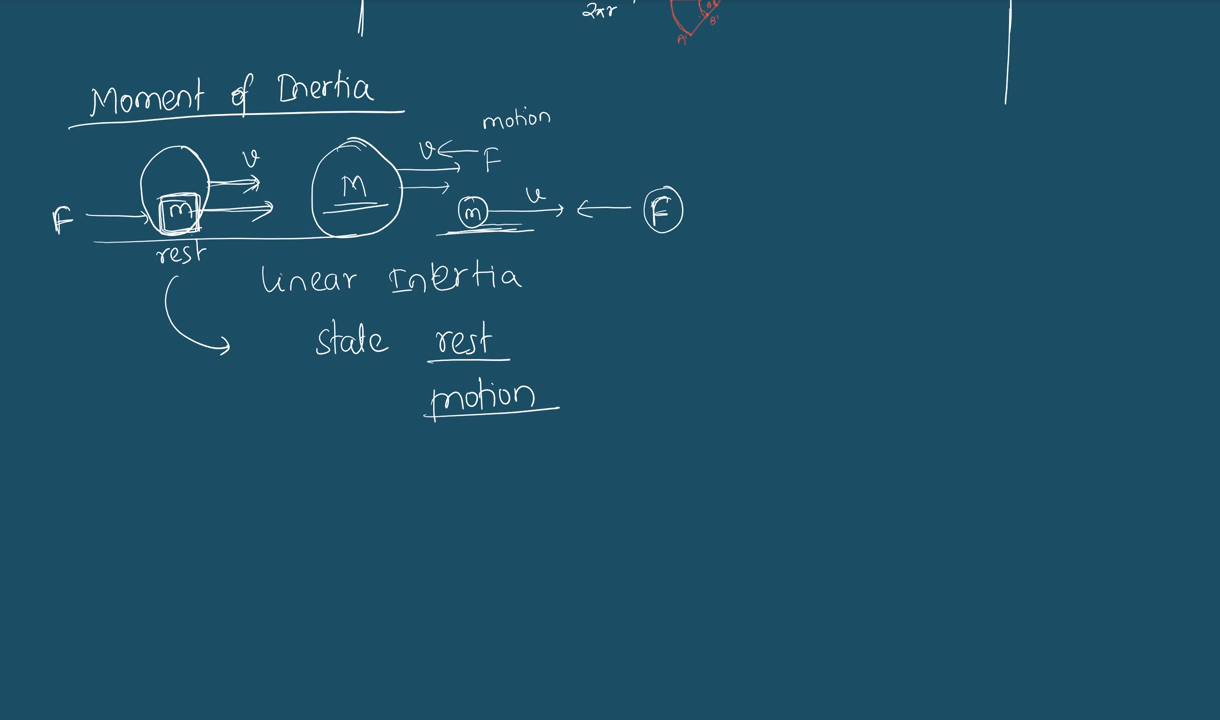 2πr
A'
B'
Moment of Inertia
motion
v
v
F
M
m
v
F
F
m
rest
Linear Inertia
State rest
motion